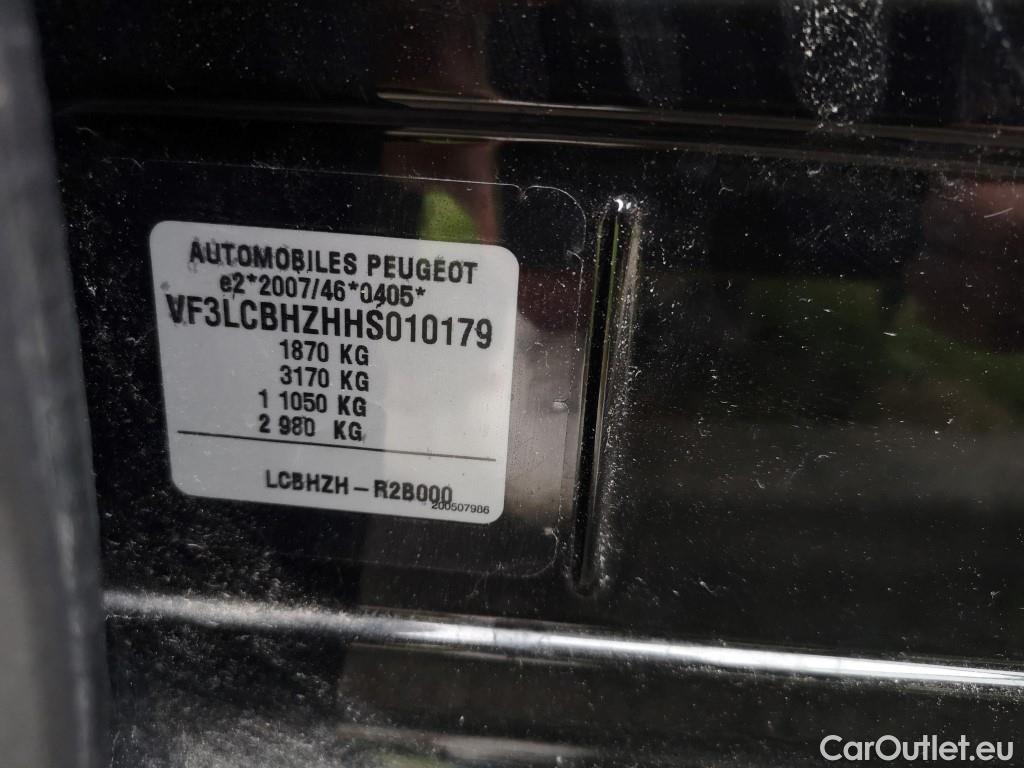 AUTOMOBILES PEUGEOT
e2*2007/46*0405*
VF3LCBHZHHS010179
1870 KG
3170 KG
1 1050 KG
2 980 KG
LCBHZH - R2B000
200507986
CarOutlet.eu